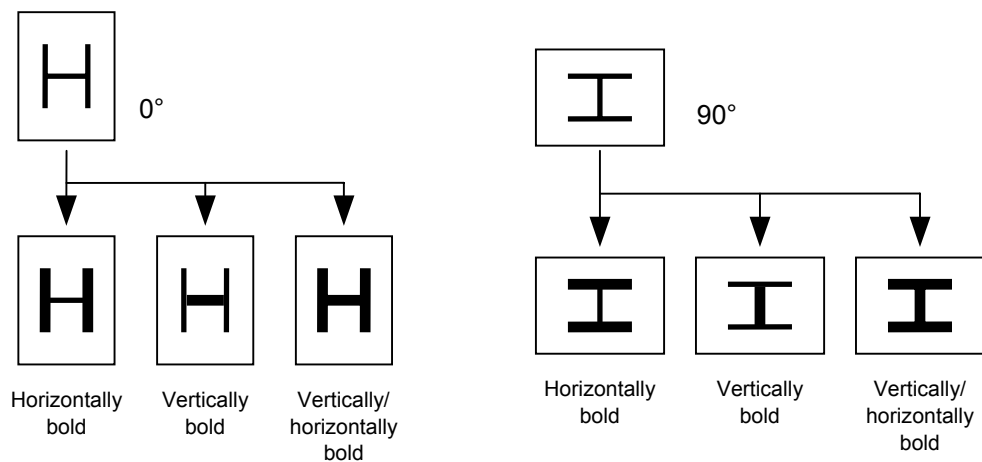 H
0°
H
H
H
Horizontally
bold
Vertically
bold
Vertically/
horizontally
bold
H
90°
H
H
H
Horizontally
bold
Vertically
bold
Vertically/
horizontally
bold